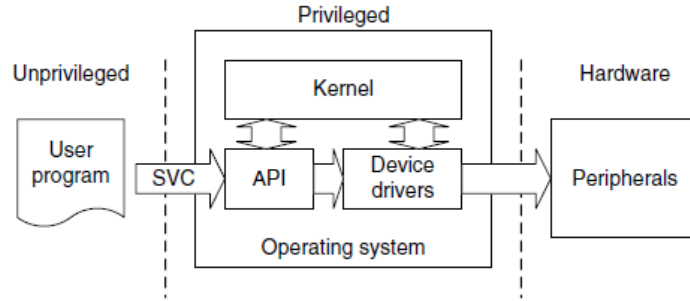 Privileged
Unprivileged
Hardware
Kernel
User
program
SVC
API
Device
drivers
Peripherals
Operating system